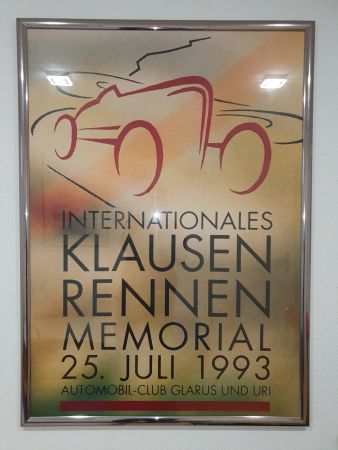 INTERNATIONALES
KLAUSEN
RENNEN
MEMORIAL
25. JULI 1993
AUTOMOBIL-CLUB GLARUS UND URI